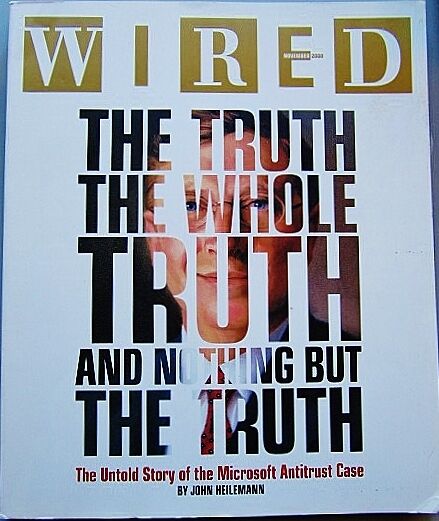 WIRED
NOVEMBER 2000
THE TRUTH
THE WHOLE
TRUTH
AND NOTHING BUT
THE TRUTH
The Untold Story of the Microsoft Antitrust Case
BY JOHN HEILEMANN